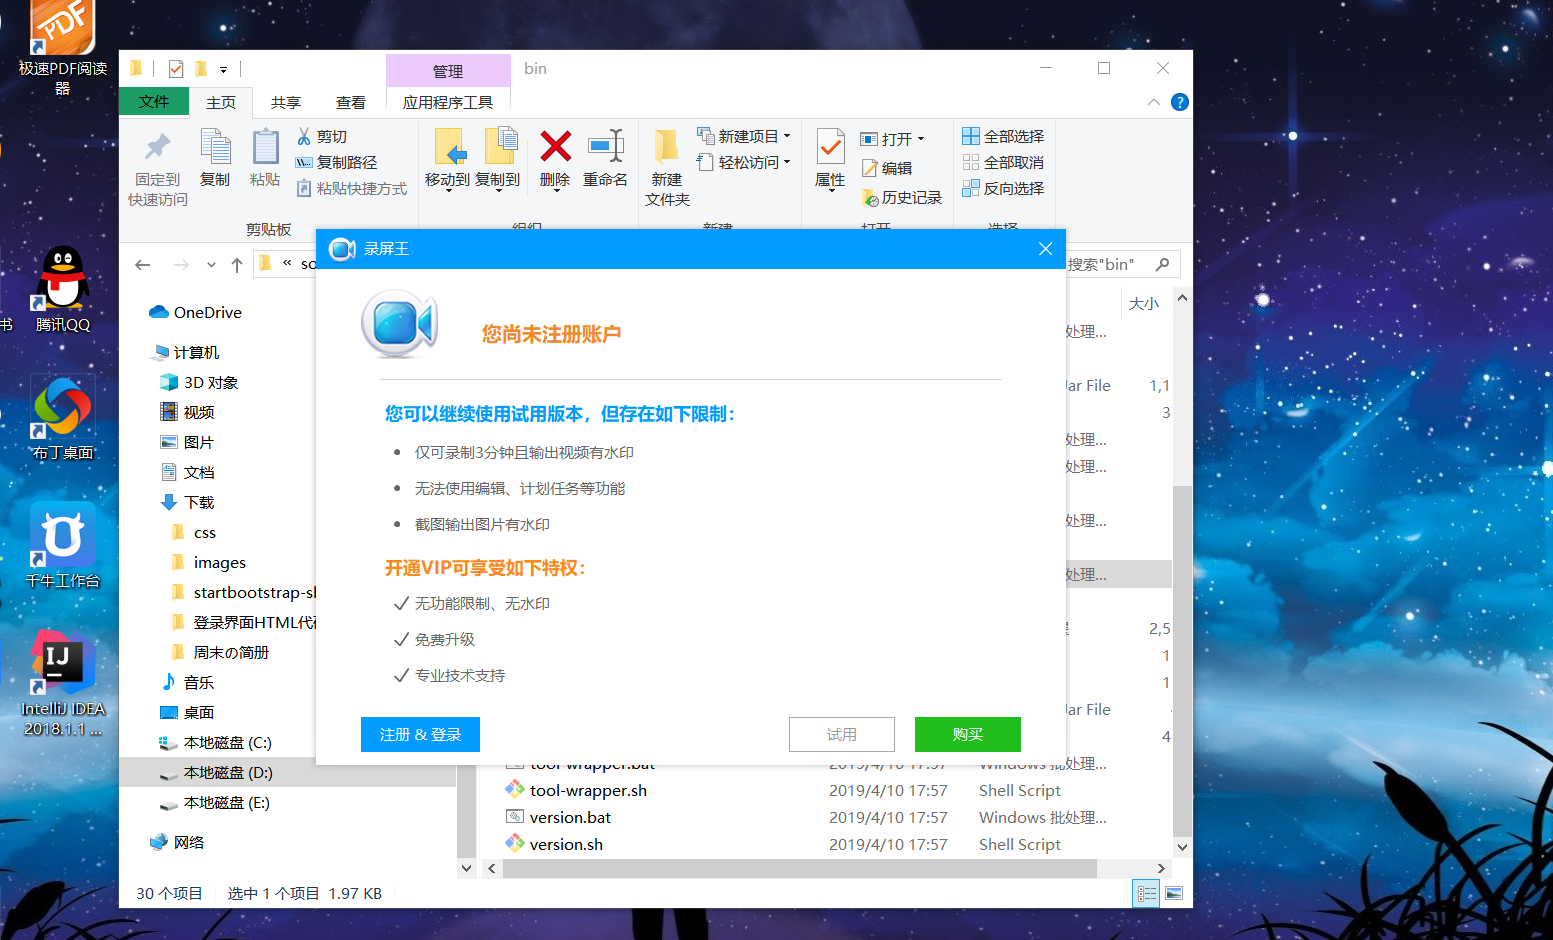 PDF
极速PDF阅读
器
书
腾讯QQ
布丁桌面
千牛工作台
IJ
IntelliJ IDEA
2018.1.1 ...
管理
bin
文件
主页
共享
查看
应用程序工具
固定到
快速访问
复制
粘贴
剪切
复制路径
粘贴快捷方式
剪贴板
移动到
复制到
删除
重命名
组织
新建
文件夹
新建项目
轻松访问
新建
属性
打开
编辑
历史记录
打开
全部选择
全部取消
反向选择
选择
« so
搜索"bin"
OneDrive
计算机
3D 对象
视频
图片
文档
下载
css
images
startbootstrap-sl
登录界面HTML代码
周末の简册
音乐
桌面
本地磁盘 (C:)
本地磁盘 (D:)
本地磁盘 (E:)
网络
录屏王
您尚未注册账户
您可以继续使用试用版本，但存在如下限制：
• 仅可录制3分钟且输出视频有水印
• 无法使用编辑、计划任务等功能
• 截图输出图片有水印
开通VIP可享受如下特权：
✓ 无功能限制、无水印
✓ 免费升级
✓ 专业技术支持
注册 & 登录
试用
购买
大小
处理...
Jar File 1,1
3
处理...
处理...
处理...
处理...
2,5
1
1
Jar File
4
tool-wrapper.bat 2019/4/10 17:57 Windows 批处理...
tool-wrapper.sh 2019/4/10 17:57 Shell Script
version.bat 2019/4/10 17:57 Windows 批处理...
version.sh 2019/4/10 17:57 Shell Script
30 个项目 选中 1 个项目 1.97 KB